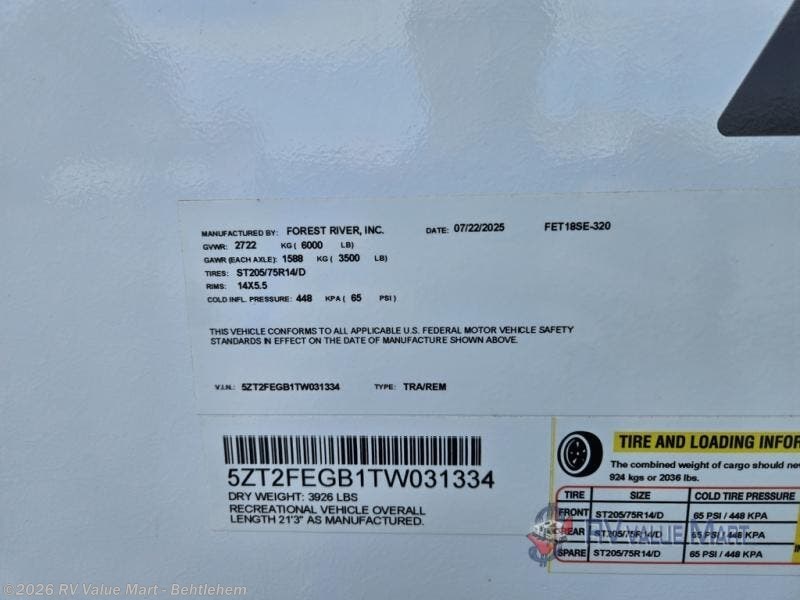 MANUFACTURED BY: FOREST RIVER, INC. DATE: 07/22/2025 FET18SE-320
GVWR: 2722 KG ( 6000 LB)
GAWR (EACH AXLE): 1588 KG ( 3500 LB)
TIRES: ST205/75R14/D
RIMS: 14X5.5
COLD INFL. PRESSURE: 448 KPA ( 65 PSI )
THIS VEHICLE CONFORMS TO ALL APPLICABLE U.S. FEDERAL MOTOR VEHICLE SAFETY
STANDARDS IN EFFECT ON THE DATE OF MANUFACTURE SHOWN ABOVE.
V.I.N.: 5ZT2FEGB1TW031334 TYPE: TRA/REM
5ZT2FEGB1TW031334
DRY WEIGHT: 3926 LBS
RECREATIONAL VEHICLE OVERALL
LENGTH 21'3" AS MANUFACTURED.
TIRE AND LOADING INFOR
The combined weight of cargo should ne
924 kgs or 2036 lbs.
TIRE SIZE COLD TIRE PRESSURE
FRONT ST205/75R14/D 65 PSI / 448 KPA
REAR ST205/75R14/D 65 PSI / 448 KPA
SPARE ST205/75R14/D 65 PSI / 448 KPA
RV VALUE MART
©2026 RV Value Mart - Behtlehem